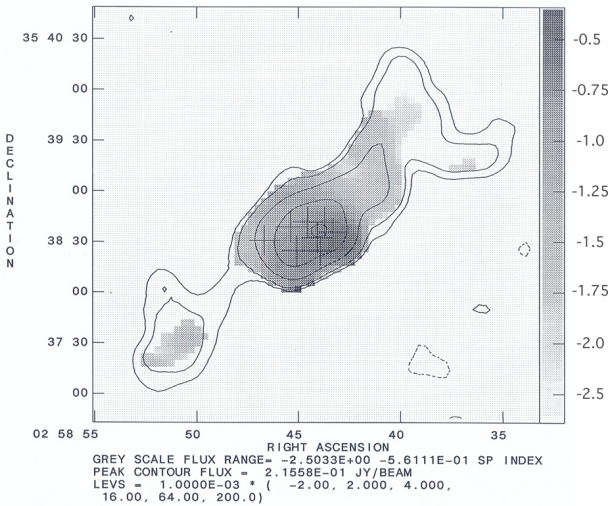 35 40 30
00
39 30
00
38 30
00
37 30
00
02 58 55
50
45
40
35
DECLINATION
RIGHT ASCENSION
-0.5
-0.75
-1.0
-1.25
-1.5
-1.75
-2.0
-2.5
GREY SCALE FLUX RANGE= -2.5033E+00 -5.6111E-01 SP INDEX
PEAK CONTOUR FLUX = 2.1558E-01 JY/BEAM
LEVS = 1.0000E-03 * ( -2.00, 2.000, 4.000,
16.00, 64.00, 200.0)